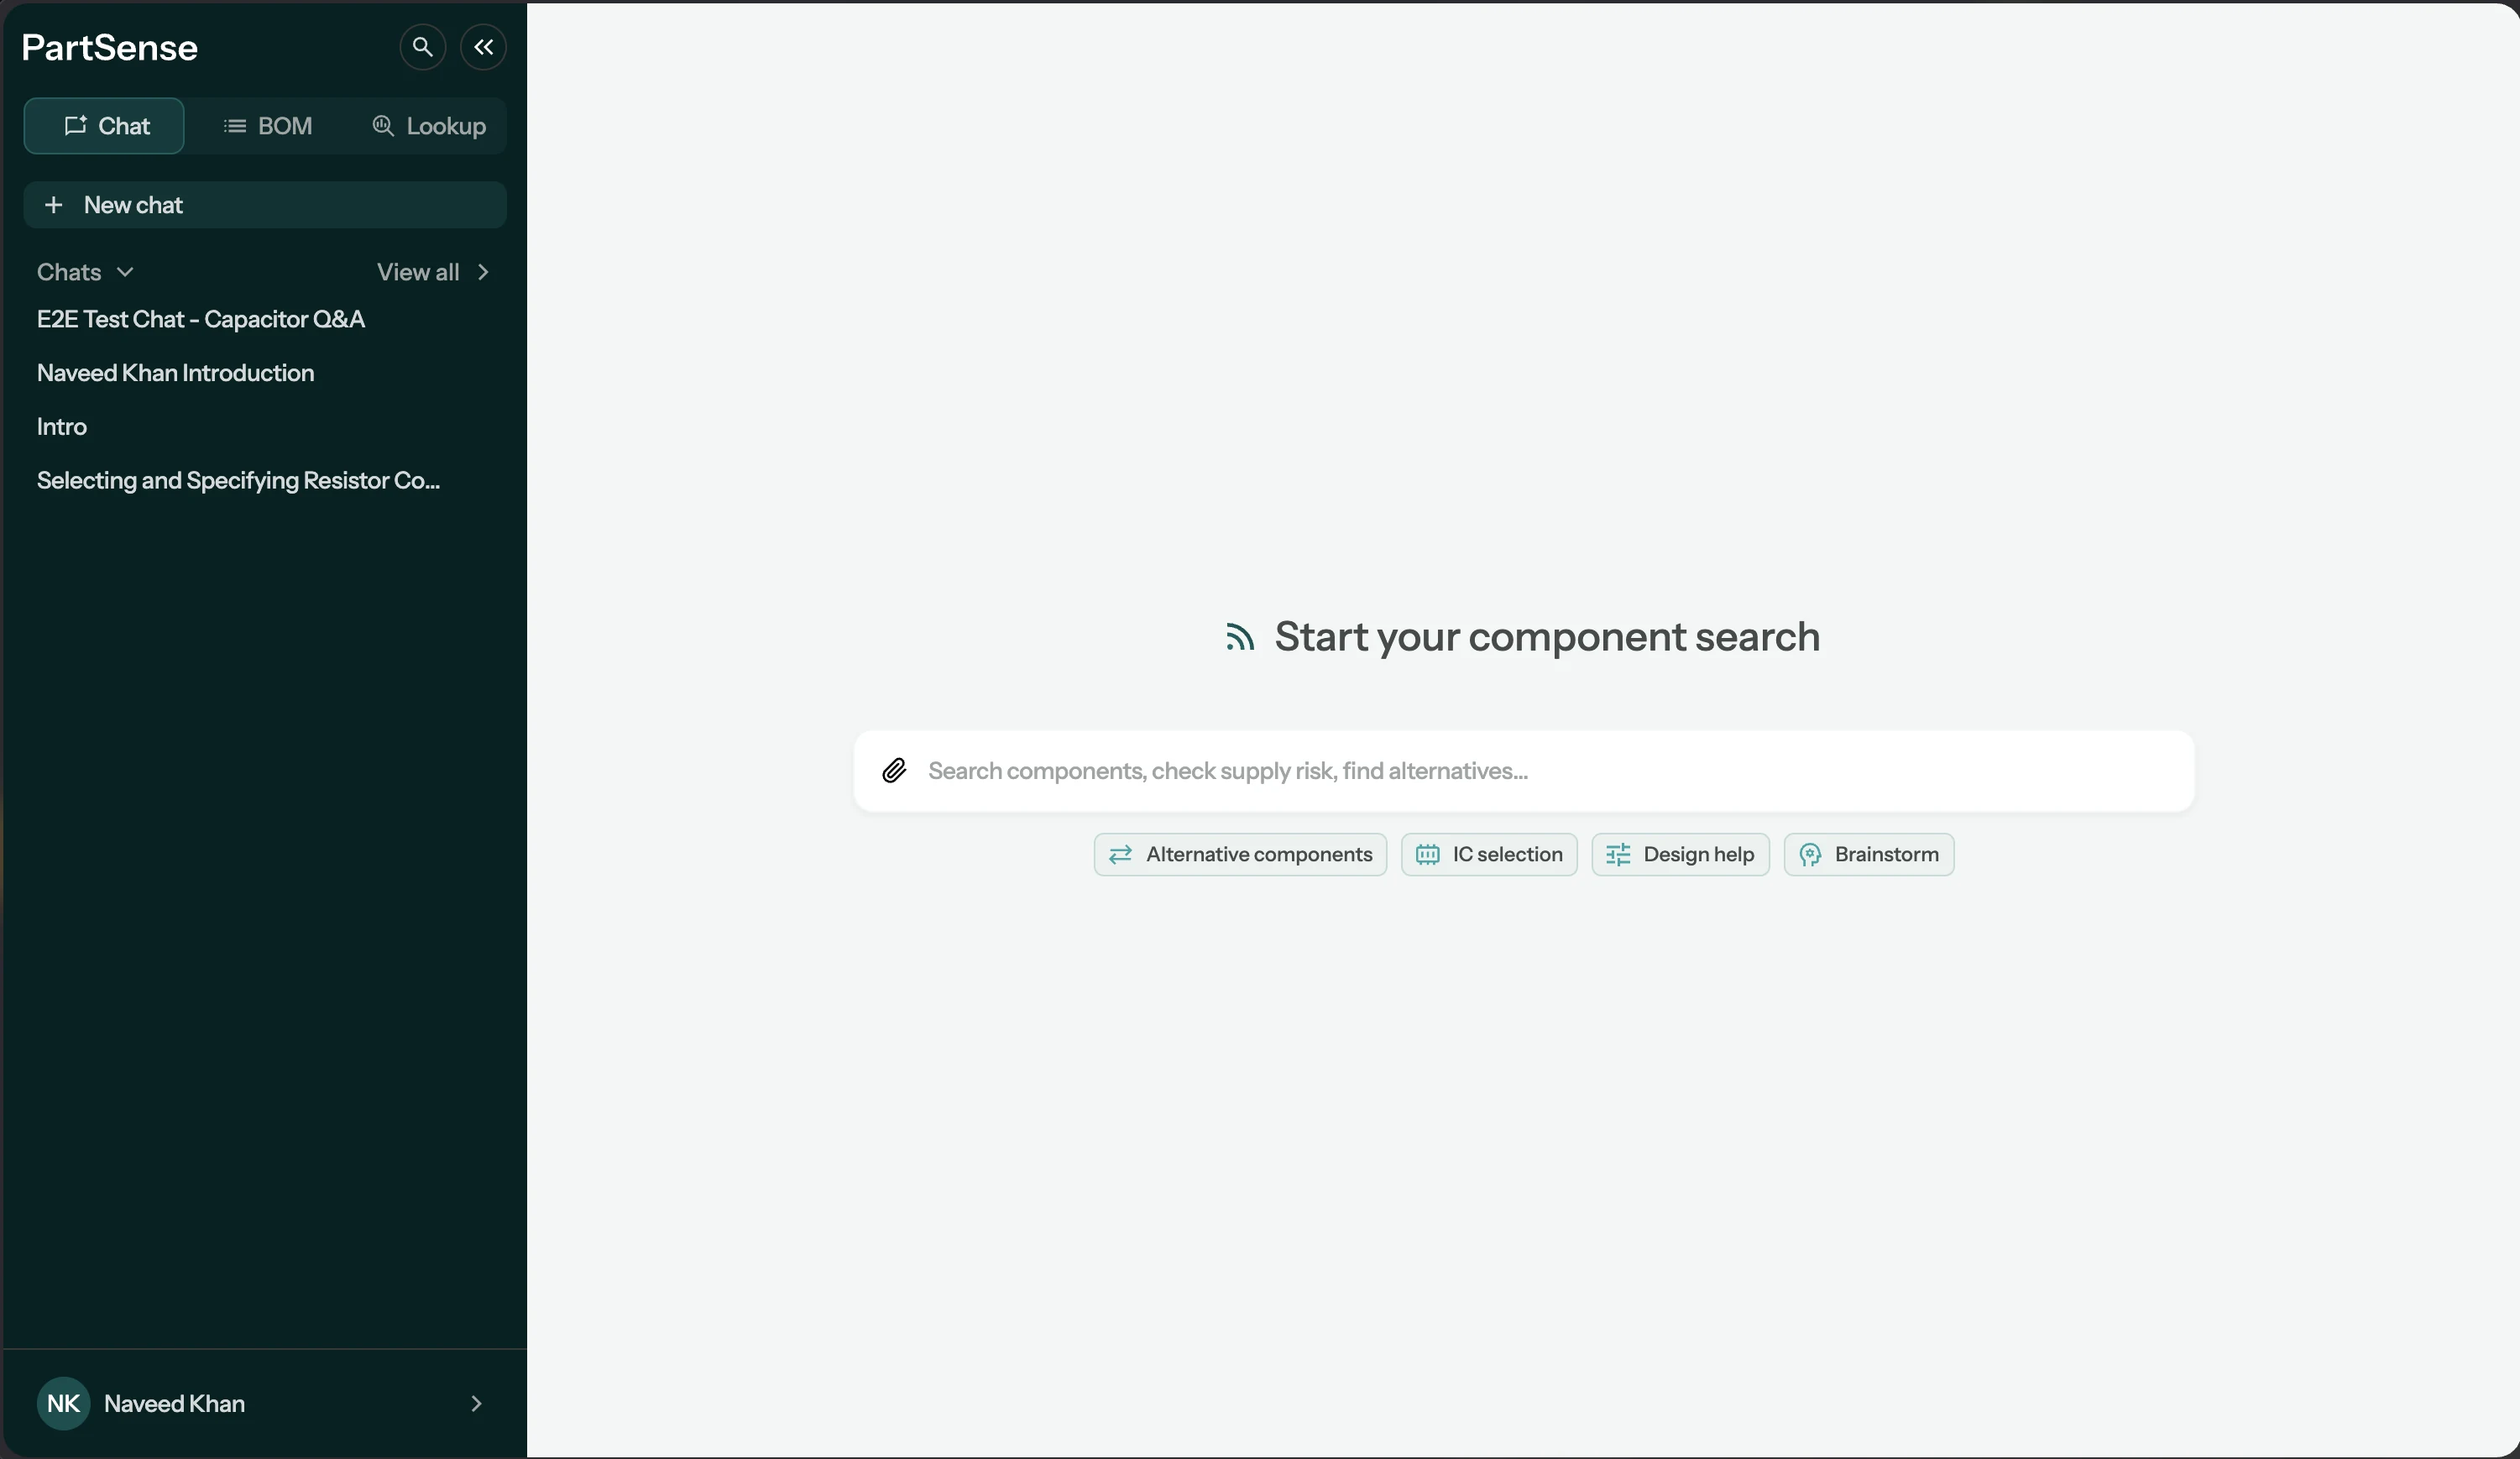 PartSense
Chat
BOM
Lookup
New chat
Chats
View all
E2E Test Chat - Capacitor Q&A
Naveed Khan Introduction
Intro
Selecting and Specifying Resistor Co...
NK
Naveed Khan
Start your component search
Search components, check supply risk, find alternatives...
Alternative components
IC selection
Design help
Brainstorm